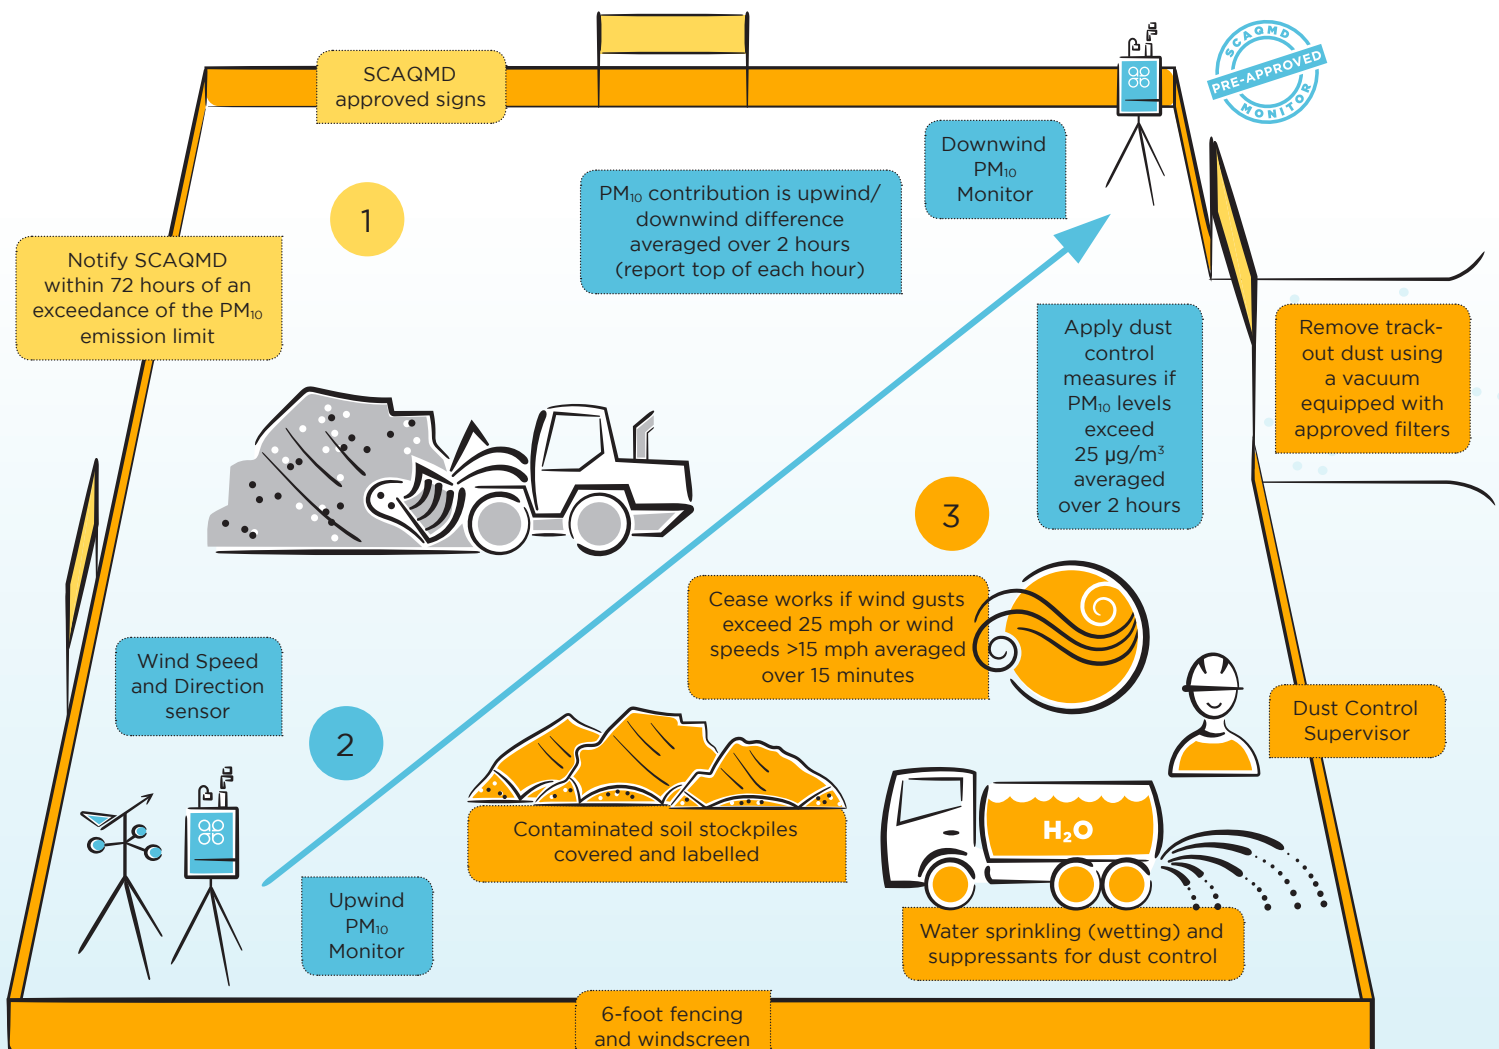 SCAQMD
approved signs
SCAQMD
PRE-APPROVED
MONITOR
Downwind
PM₁₀
Monitor
PM₁₀ contribution is upwind/
downwind difference
averaged over 2 hours
(report top of each hour)
1
Notify SCAQMD
within 72 hours of an
exceedance of the PM₁₀
emission limit
Apply dust
control
measures if
PM₁₀ levels
exceed
25 µg/m³
averaged
over 2 hours
Remove track-
out dust using
a vacuum
equipped with
approved filters
3
Cease works if wind gusts
exceed 25 mph or wind
speeds >15 mph averaged
over 15 minutes
Wind Speed
and Direction
sensor
2
Dust Control
Supervisor
Contaminated soil stockpiles
covered and labelled
H₂O
Upwind
PM₁₀
Monitor
Water sprinkling (wetting) and
suppressants for dust control
6-foot fencing
and windscreen